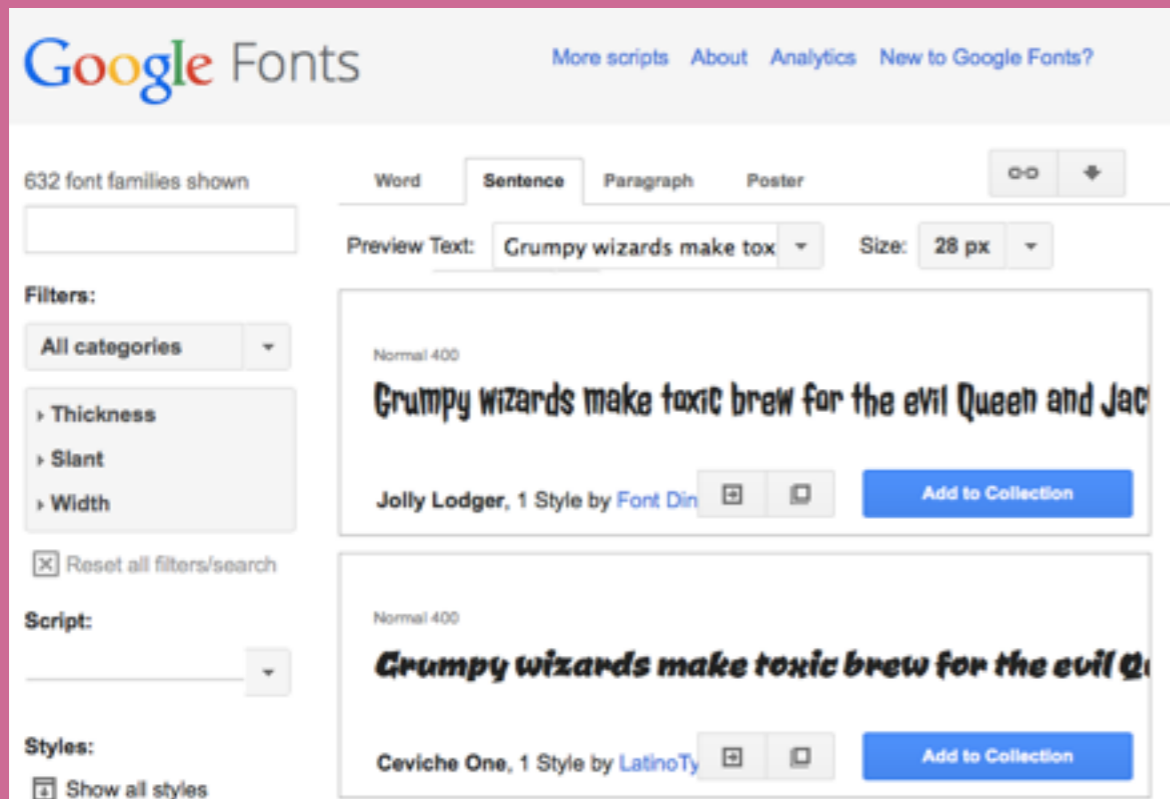 Google Fonts
More scripts About Analytics New to Google Fonts?
632 font families shown
Word Sentence Paragraph Poster
Preview Text: Grumpy wizards make tox Size: 28 px
Filters:
All categories
Thickness
Slant
Width
Reset all filters/search
Script:
Styles:
Show all styles
Normal 400
Grumpy wizards make toxic brew for the evil Queen and Jac
Jolly Lodger, 1 Style by Font Din
Add to Collection
Normal 400
Grumpy wizards make toxic brew for the evil Qu
Ceviche One, 1 Style by LatinoTy
Add to Collection